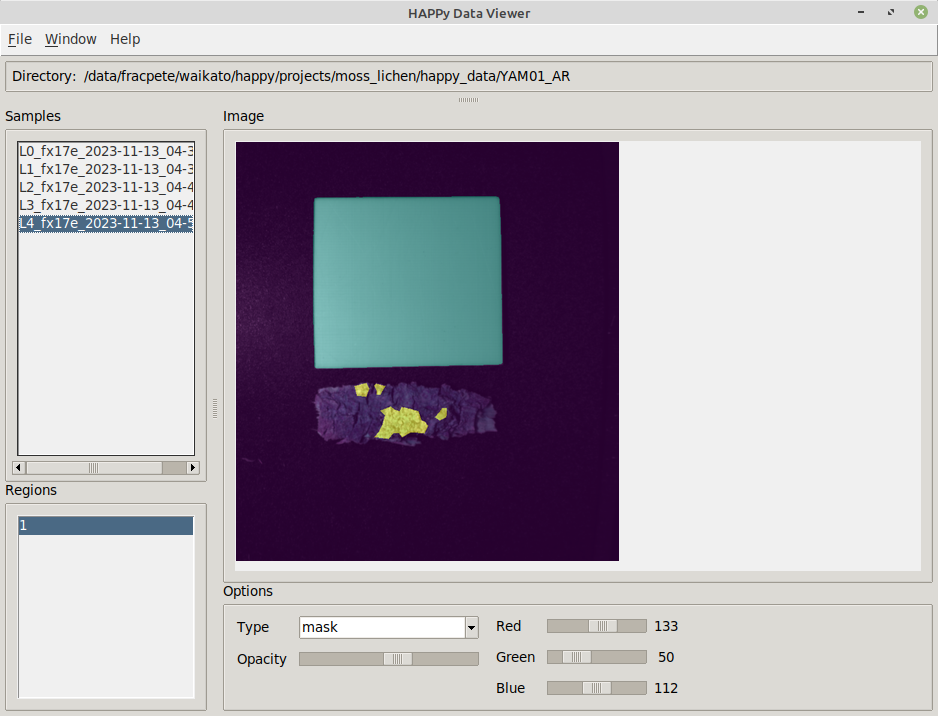 HAPPy Data Viewer
File Window Help
Directory: /data/fracpete/waikato/happy/projects/moss_lichen/happy_data/YAM01_AR
Samples
L0_fx17e_2023-11-13_04-3
L1_fx17e_2023-11-13_04-3
L2_fx17e_2023-11-13_04-4
L3_fx17e_2023-11-13_04-4
L4_fx17e_2023-11-13_04-5
Regions
1
Image
Options
Type mask
Opacity
Red 133
Green 50
Blue 112